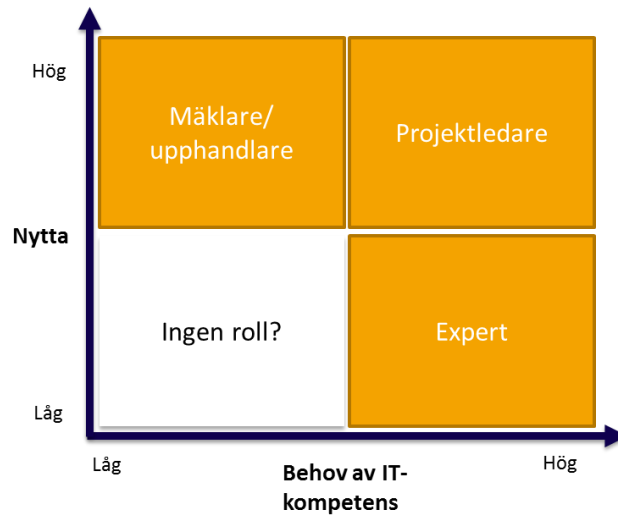 Hög
Mäklare/
upphandlare
Projektledare
Nytta
Ingen roll?
Expert
Låg
Låg
Behov av IT-
kompetens
Hög